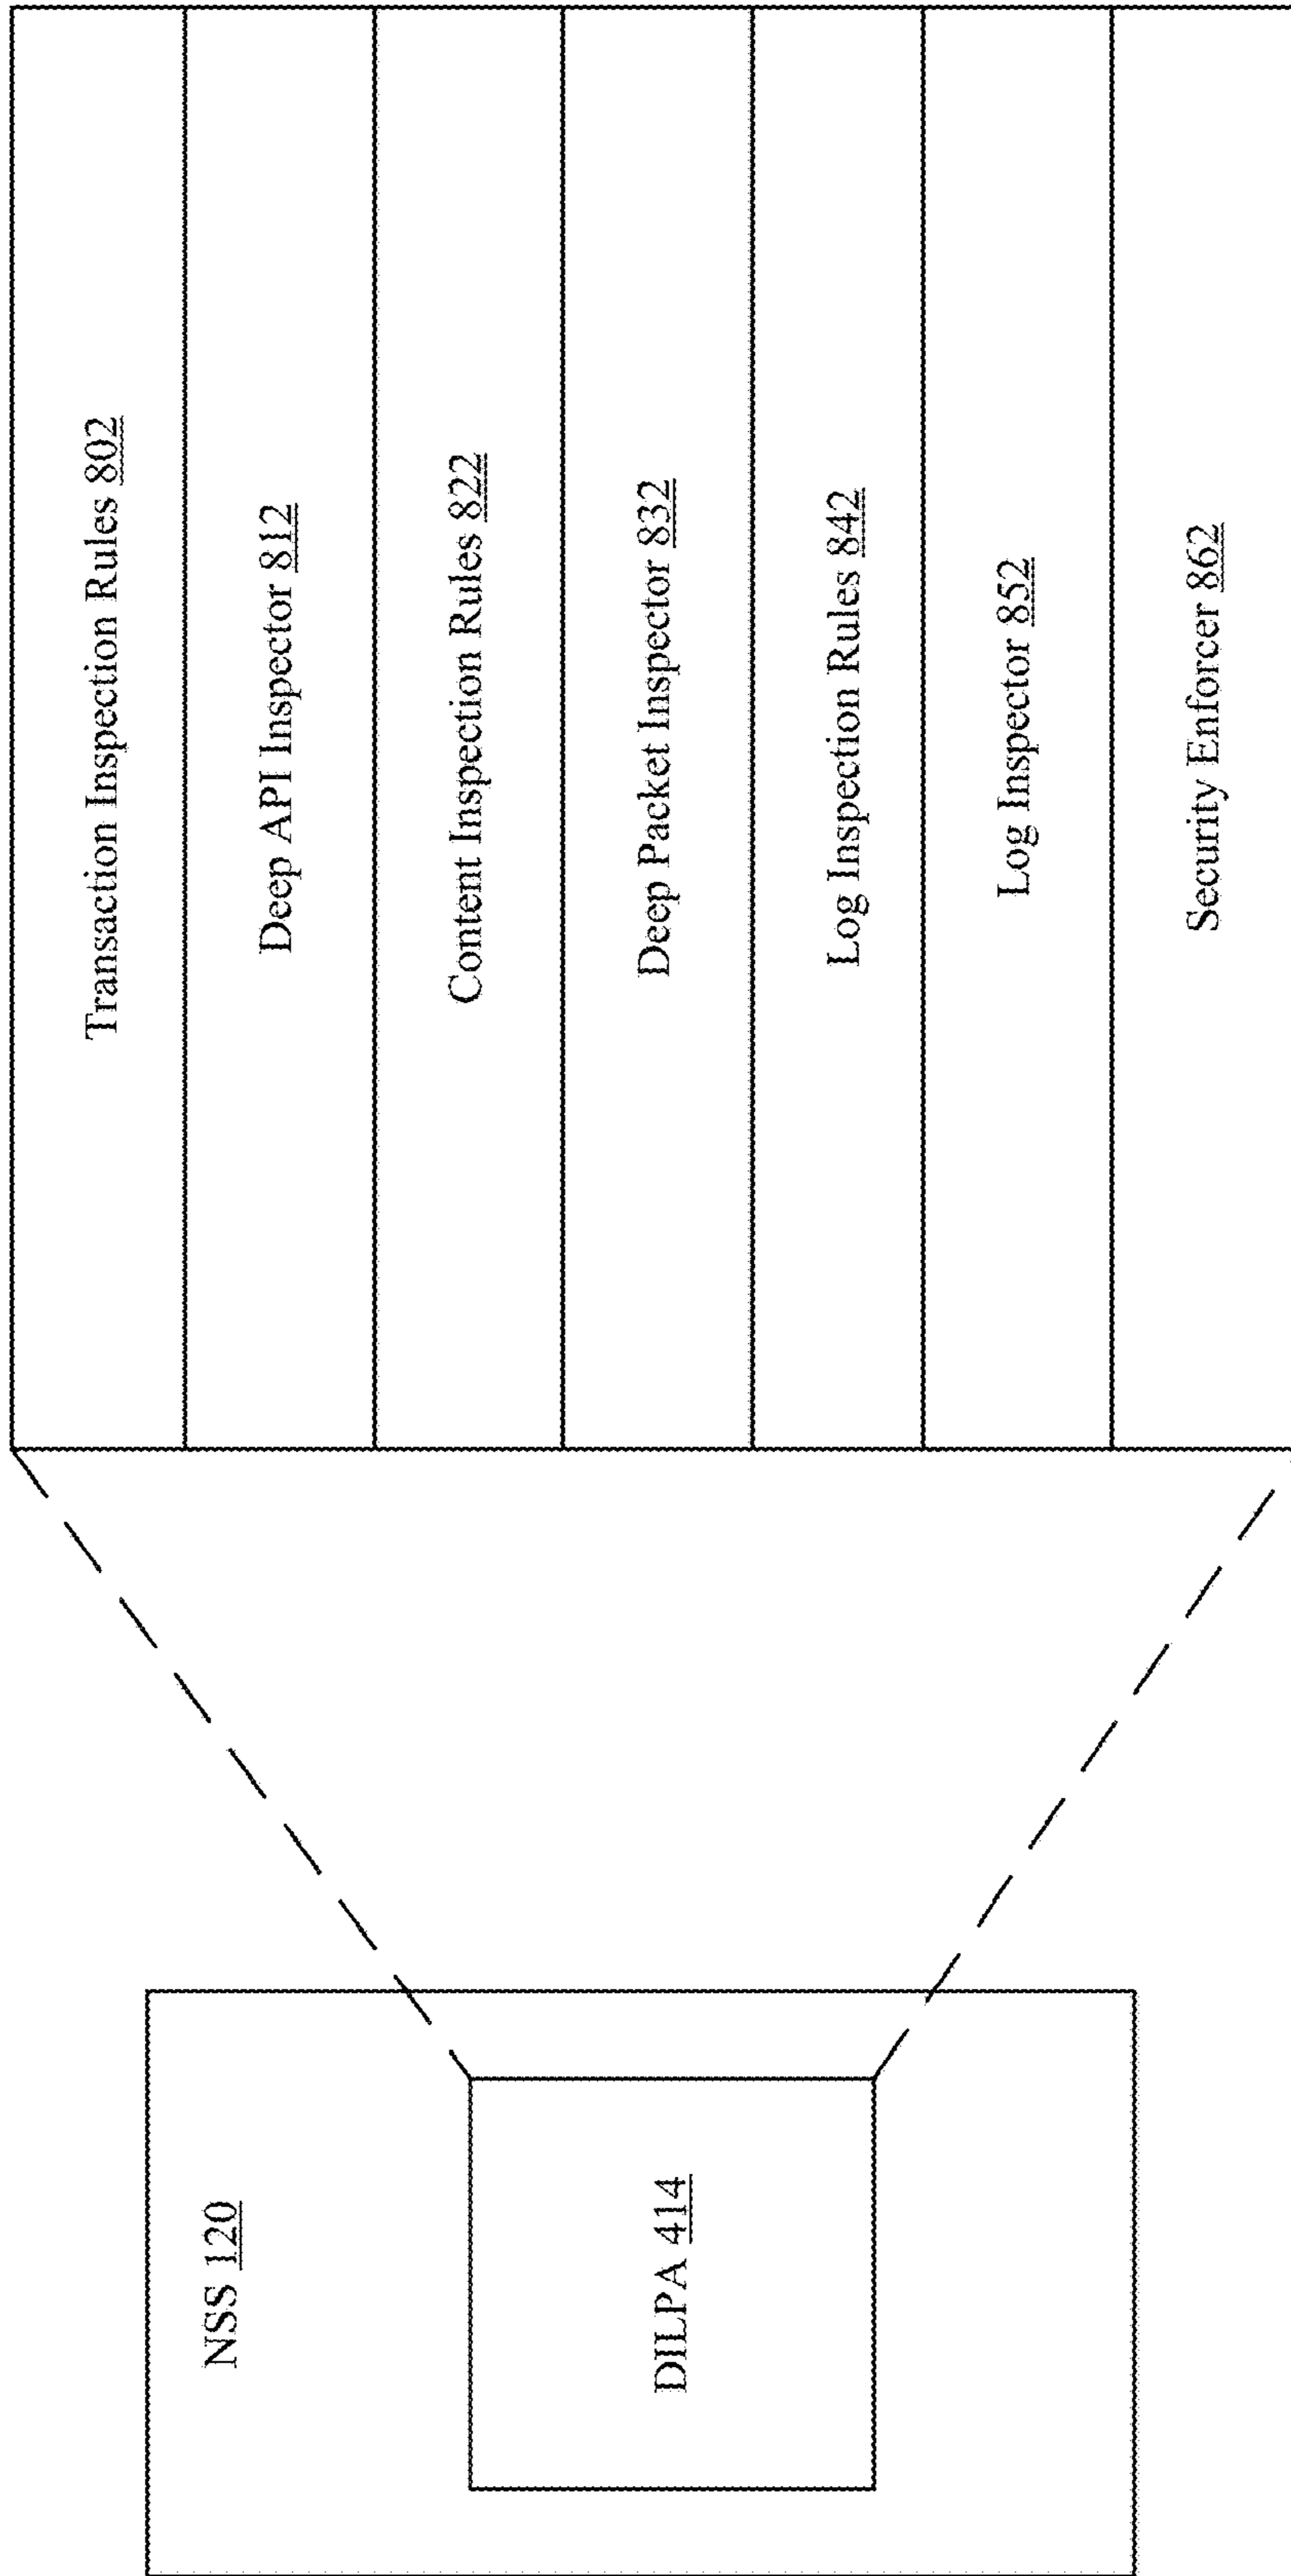 NSS 120
DILPA 414
Transaction Inspection Rules 802
Deep API Inspector 812
Content Inspection Rules 822
Deep Packet Inspector 832
Log Inspection Rules 842
Log Inspector 852
Security Enforcer 862